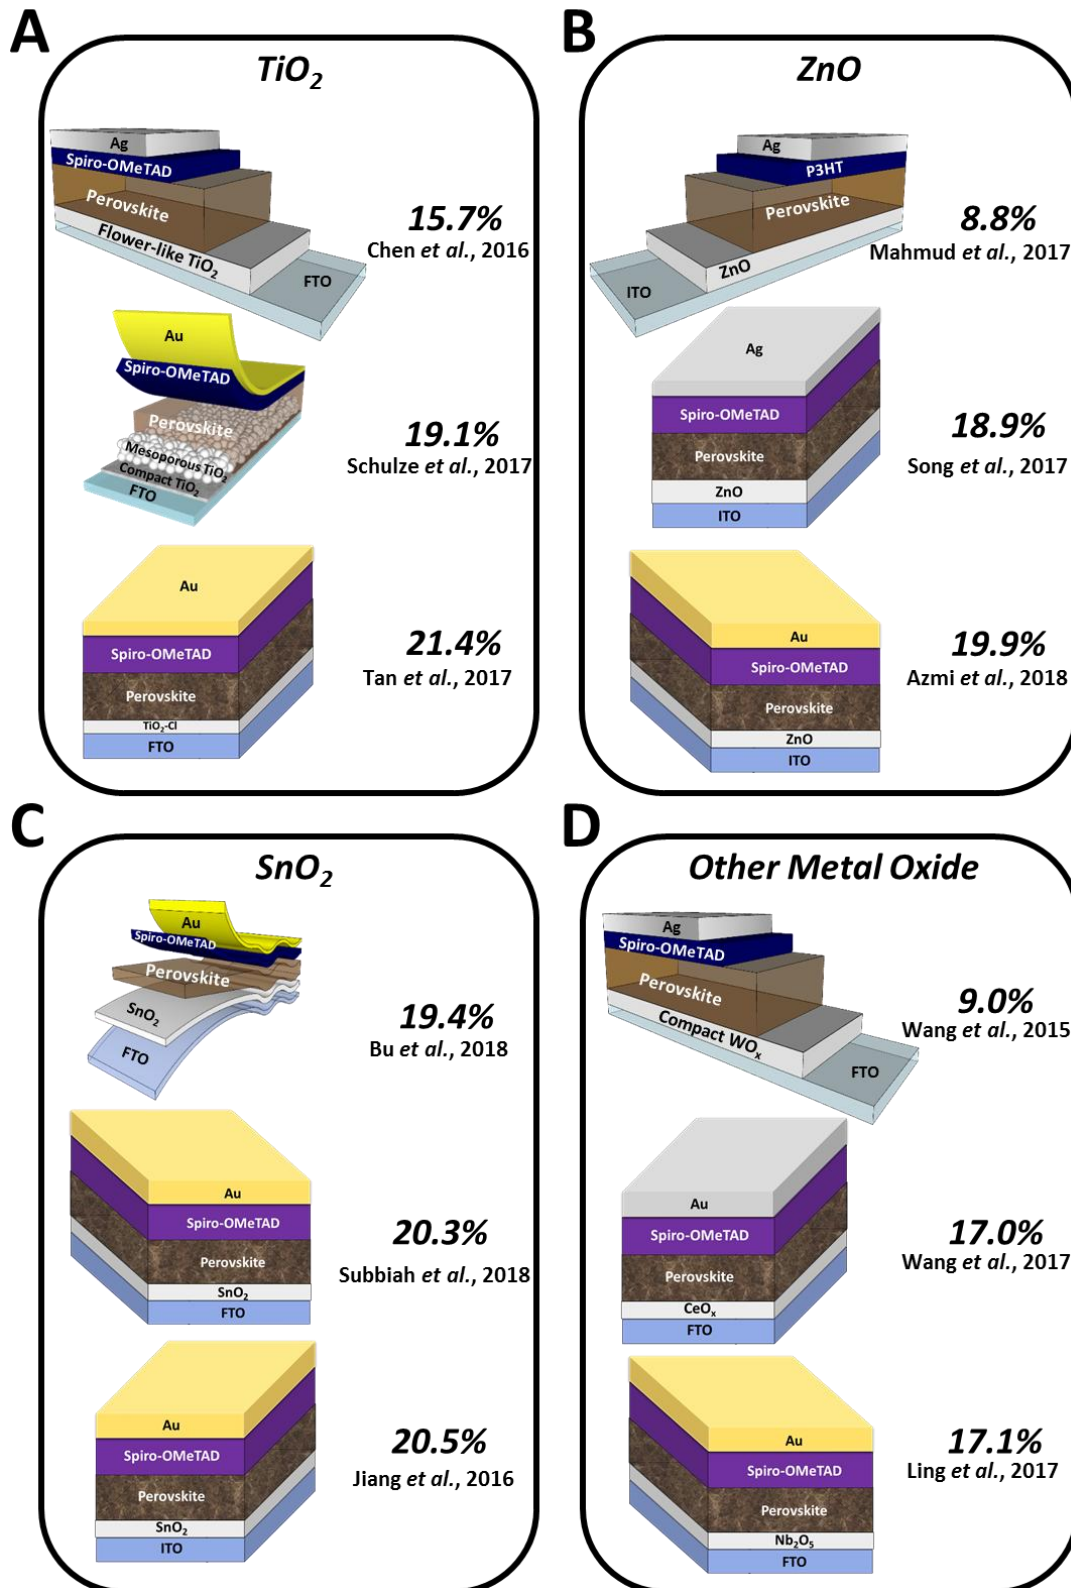 A
TiO₂
Ag
Spiro-OMeTAD
Perovskite
Flower-like TiO₂
FTO
15.7%
Chen et al., 2016
Au
Spiro-OMeTAD
Perovskite
Mesoporous TiO₂
Compact TiO₂
FTO
19.1%
Schulze et al., 2017
Au
Spiro-OMeTAD
Perovskite
TiO₂-Cl
FTO
21.4%
Tan et al., 2017
B
ZnO
Ag
P3HT
Perovskite
ZnO
ITO
8.8%
Mahmud et al., 2017
Ag
Spiro-OMeTAD
Perovskite
ZnO
ITO
18.9%
Song et al., 2017
Au
Spiro-OMeTAD
Perovskite
ZnO
ITO
19.9%
Azmi et al., 2018
C
SnO₂
Au
Spiro-OMeTAD
Perovskite
SnO₂
FTO
19.4%
Bu et al., 2018
Au
Spiro-OMeTAD
Perovskite
SnO₂
FTO
20.3%
Subbiah et al., 2018
Au
Spiro-OMeTAD
Perovskite
SnO₂
ITO
20.5%
Jiang et al., 2016
D
Other Metal Oxide
Ag
Spiro-OMeTAD
Perovskite
Compact WOₓ
FTO
9.0%
Wang et al., 2015
Au
Spiro-OMeTAD
Perovskite
CeOₓ
FTO
17.0%
Wang et al., 2017
Au
Spiro-OMeTAD
Perovskite
Nb₂O₅
FTO
17.1%
Ling et al., 2017